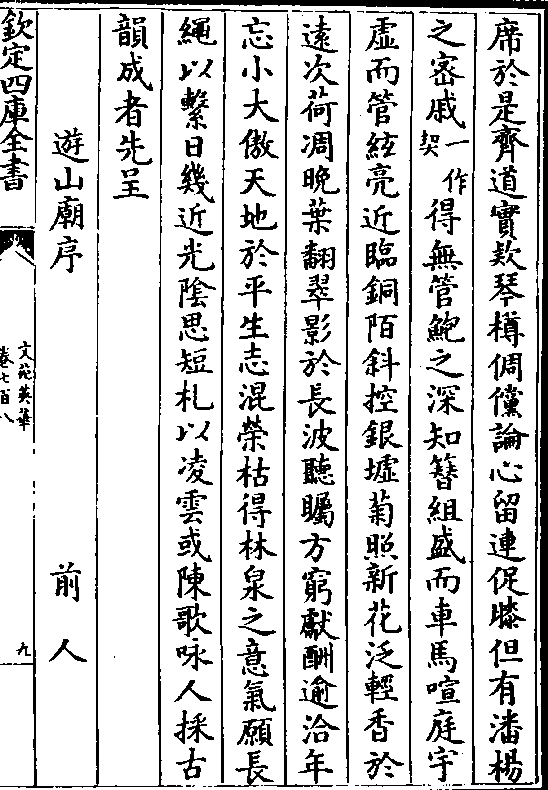 席於是齊道實欵琴樽倜儻論心留連促膝但有潘楊
之密戚一作契得無管鮑之深知簪組盛而車馬喧庭宇
虛而管絃亮近臨銅陌斜控銀墟菊照新花泛輕香於
遠次荷凋晚葉翻翠影於長波聽矚方窮獻酬逾洽年
忘小大傲天地於平生志混榮枯得林泉之意氣願長
繩以繫日幾近光陰思短札以凌雲或陳歌咏人採古
韻成者先呈
遊山廟序 前人
欽定四庫全書
文苑英華
卷七百八
九